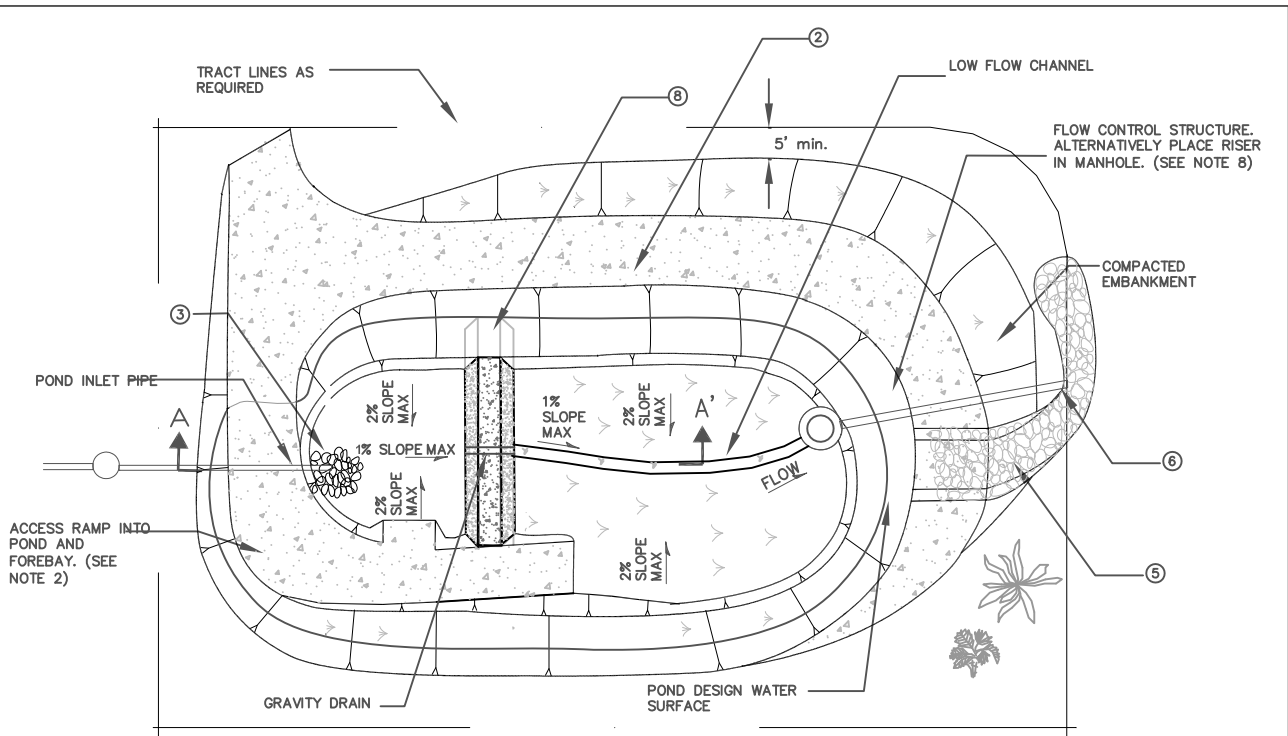 ②
TRACT LINES AS
REQUIRED
LOW FLOW CHANNEL
⑧
FLOW CONTROL STRUCTURE.
ALTERNATIVELY PLACE RISER
IN MANHOLE. (SEE NOTE 8)
5' min.
COMPACTED
EMBANKMENT
③
POND INLET PIPE
2%
SLOPE
MAX
1%
SLOPE
MAX
2%
SLOPE
MAX
A
A'
1% SLOPE MAX
2%
SLOPE
MAX
FLOW
⑥
ACCESS RAMP INTO
POND AND
FOREBAY. (SEE
NOTE 2)
2%
SLOPE
MAX
⑤
GRAVITY DRAIN
POND DESIGN WATER
SURFACE